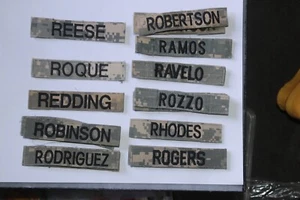 REESE
ROQUE
REDDING
ROBINSON
RODRIGUEZ
ROBERTSON
RAMOS
RAVELO
ROZZO
RHODES
ROGERS